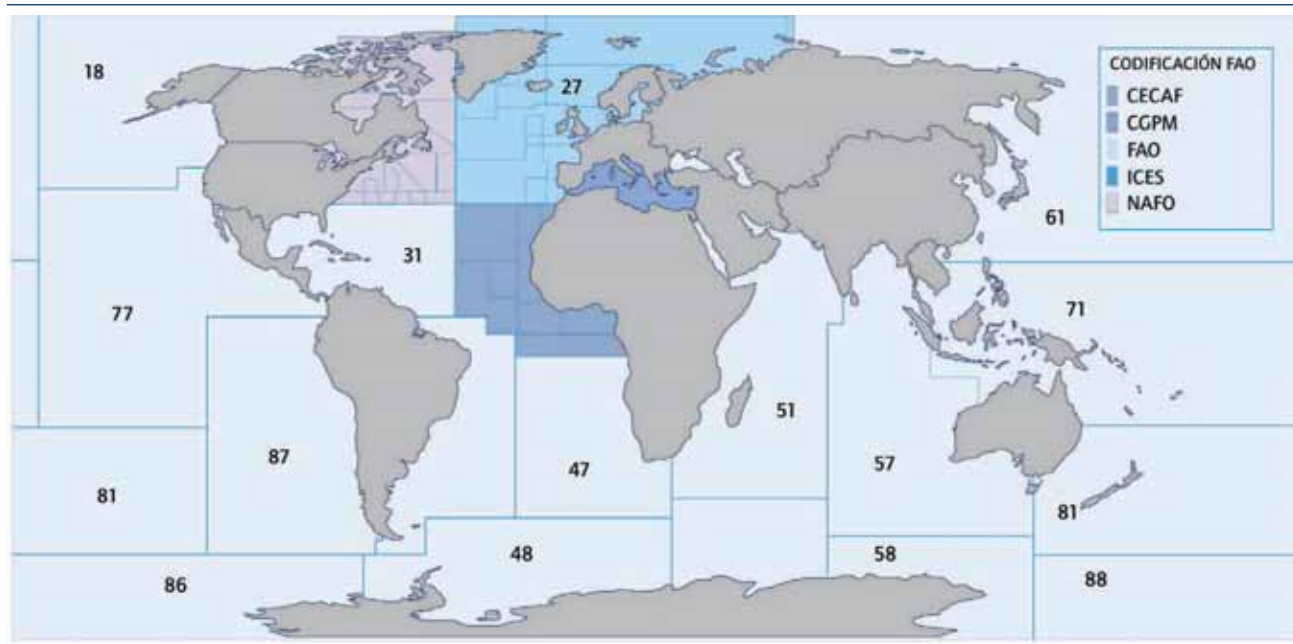 18
27
CODIFICACIÓN FAO
CECAF
CGPM
FAO
ICES
NAFO
61
31
77
71
51
87
47
57
81
81
48
58
86
88